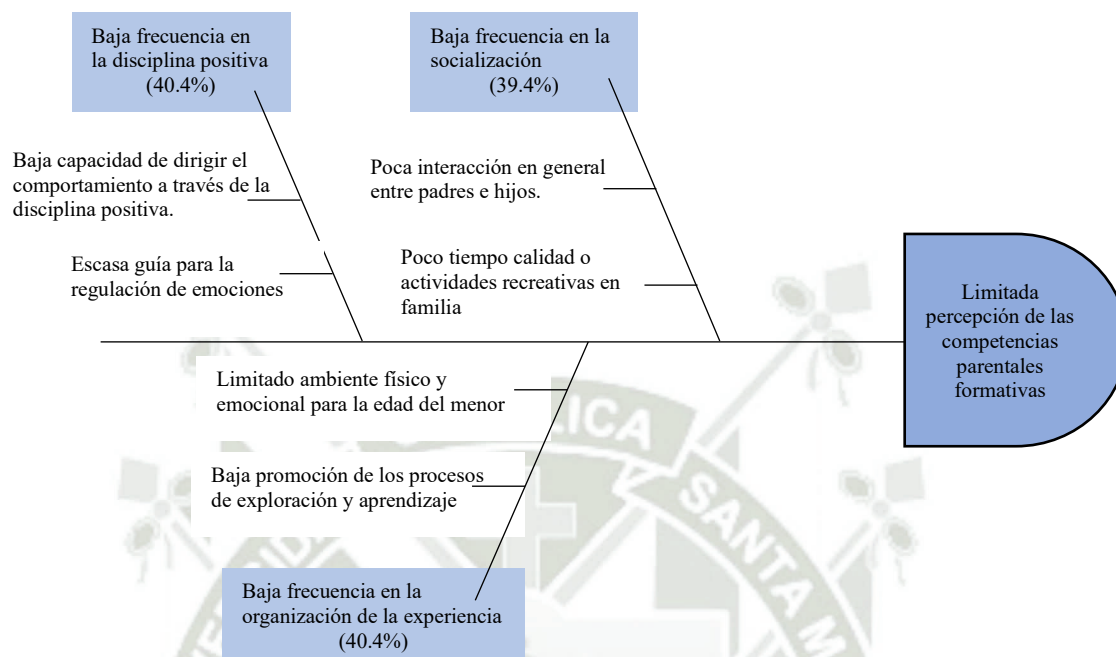 Baja frecuencia en
la disciplina positiva
(40.4%)
Baja frecuencia en la
socialización
(39.4%)
Baja capacidad de dirigir el
comportamiento a través de la
disciplina positiva.
Escasa guía para la
regulación de emociones
Poca interacción en general
entre padres e hijos.
Poco tiempo calidad o
actividades recreativas en
familia
Limitada
percepción de las
competencias
parentales
formativas
Limitado ambiente físico y
emocional para la edad del menor
Baja promoción de los procesos
de exploración y aprendizaje
Baja frecuencia en la
organización de la experiencia
(40.4%)
SANTA